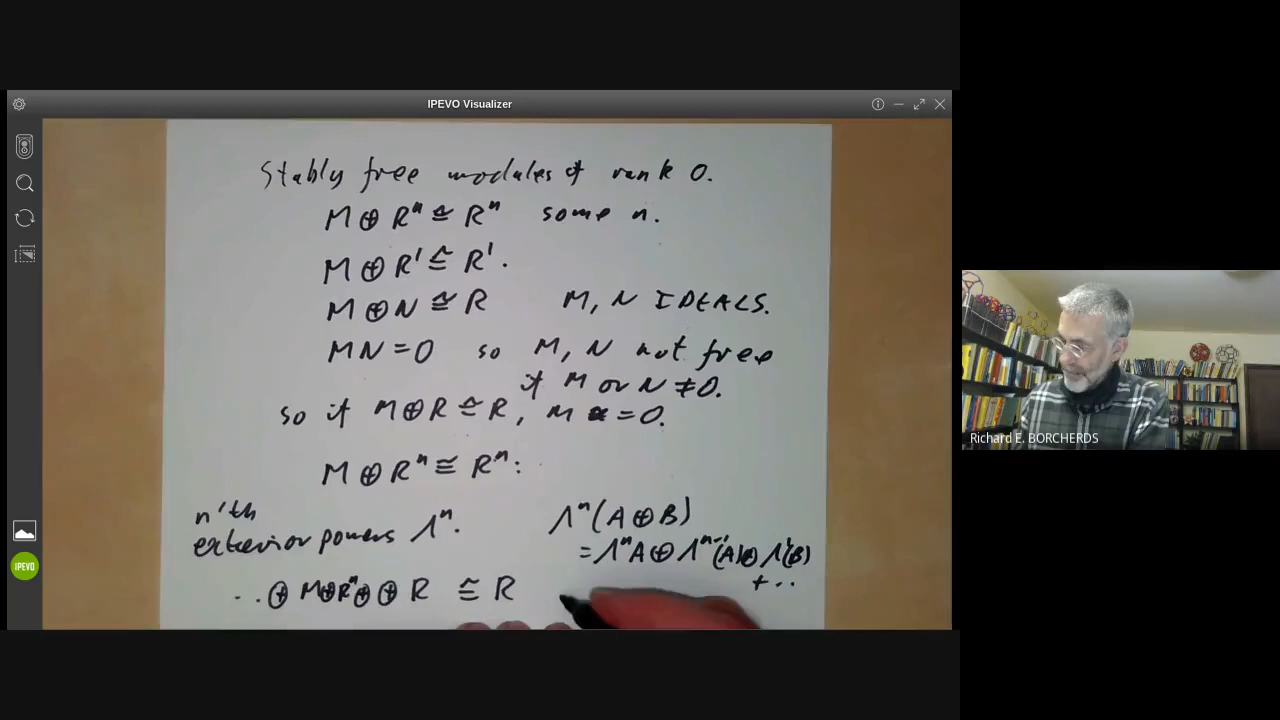 IPEVO Visualizer
Stably free modules of rank 0.
M ⊕ Rⁿ ≅ Rⁿ some n.
M ⊕ R¹ ≅ R¹.
M ⊕ N ≅ R M, N IDEALS.
MN = 0 so M, N not free
if M or N ≠ 0.
so if M ⊕ R ≅ R, M = 0.
M ⊕ Rⁿ ≅ Rⁿ:
n'th
exterior powers Λⁿ.
Λⁿ(A ⊕ B)
= ΛⁿA ⊕ Λⁿ⁻¹(A) ⊗ Λ¹(B)
+ ..
.. ⊕ M ⊗ Rⁿ ⊕ ⊕ R ≅ R
IPEVO
Richard E. BORCHERDS